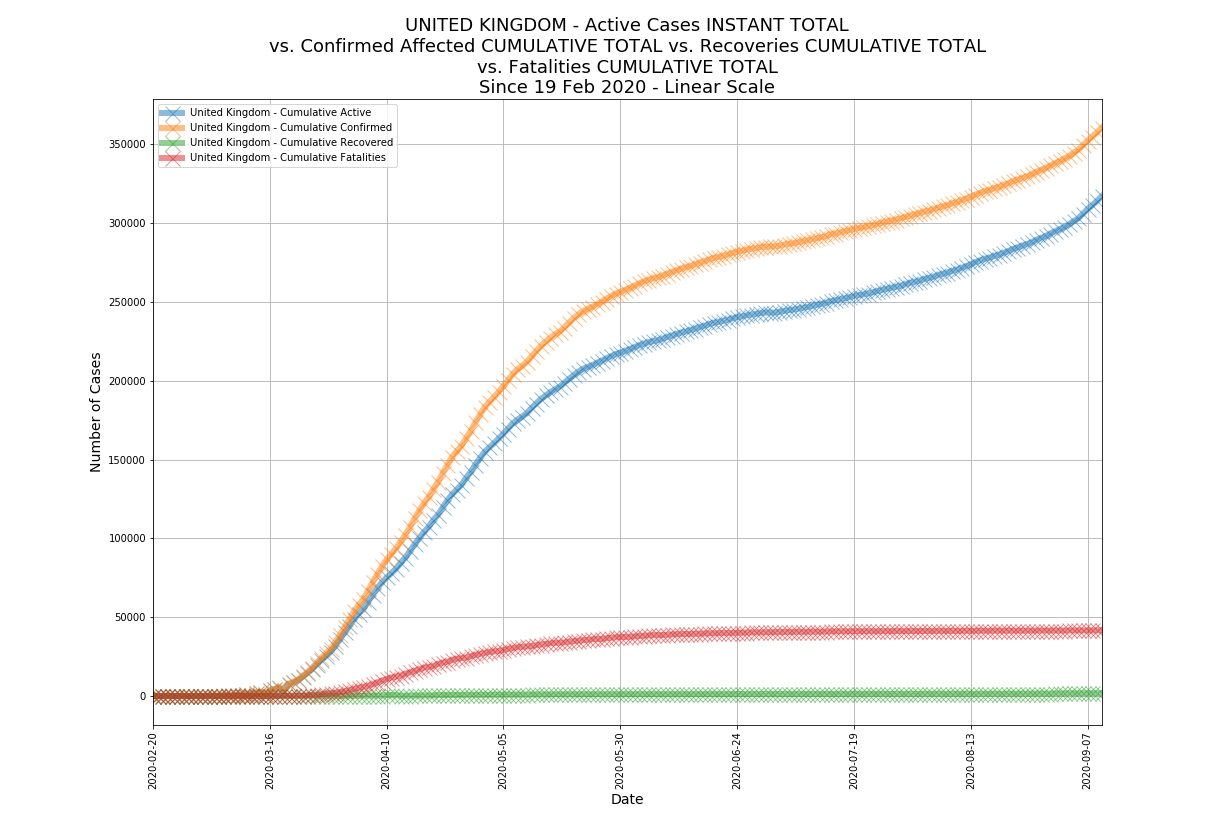 UNITED KINGDOM - Active Cases INSTANT TOTAL
vs. Confirmed Affected CUMULATIVE TOTAL vs. Recoveries CUMULATIVE TOTAL
vs. Fatalities CUMULATIVE TOTAL
Since 19 Feb 2020 - Linear Scale
United Kingdom - Cumulative Active
United Kingdom - Cumulative Confirmed
United Kingdom - Cumulative Recovered
United Kingdom - Cumulative Fatalities
Number of Cases
350000
300000
250000
200000
150000
100000
50000
0
2020-02-20
2020-03-16
2020-04-10
2020-05-05
2020-05-30
2020-06-24
2020-07-19
2020-08-13
2020-09-07
Date